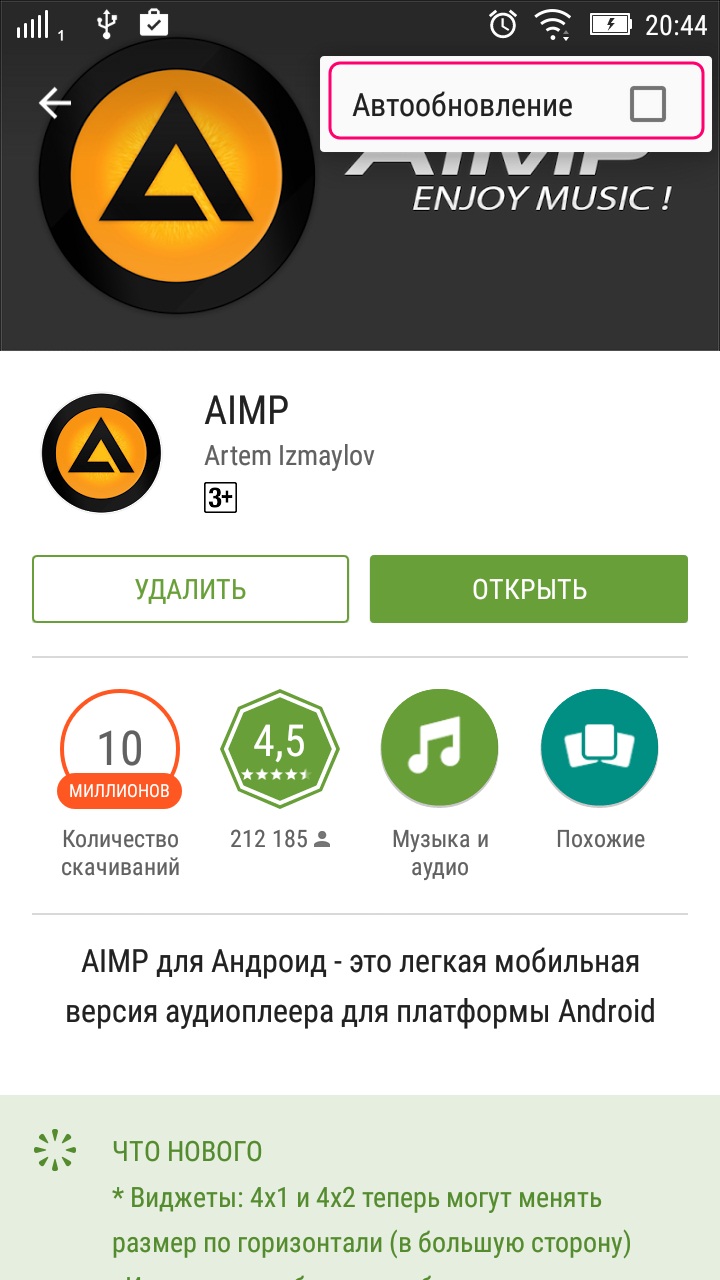 1
20:44
Автообновление
AIMP
ENJOY MUSIC !
AIMP
Artem Izmaylov
3+
УДАЛИТЬ
ОТКРЫТЬ
10
МИЛЛИОНОВ
4,5
Количество
скачиваний
212 185
Музыка и
аудио
Похожие
AIMP для Андроид - это легкая мобильная
версия аудиоплеера для платформы Android
ЧТО НОВОГО
* Виджеты: 4x1 и 4x2 теперь могут менять
размер по горизонтали (в большую сторону)